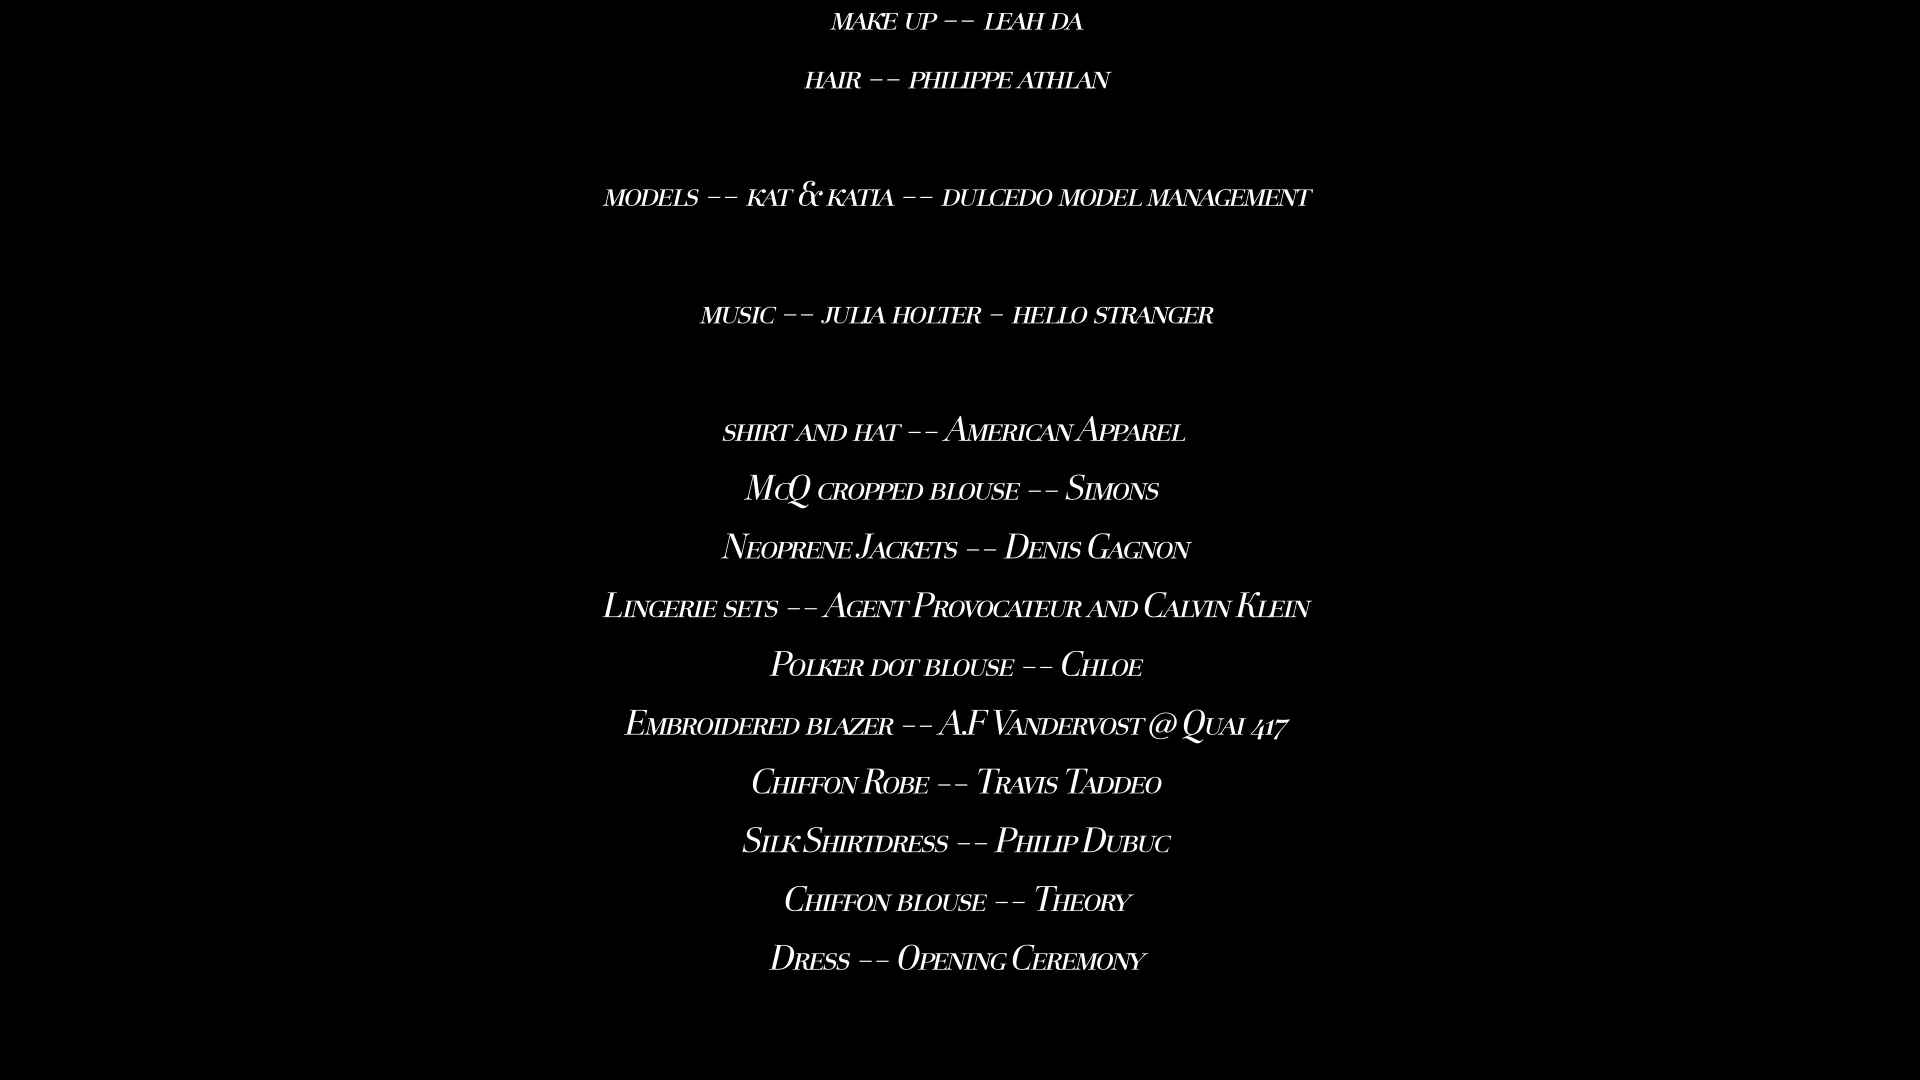 MAKE UP -- LEAH DA
HAIR -- PHILIPPE ATHLAN
MODELS -- KAT & KATIA -- DULCEDO MODEL MANAGEMENT
MUSIC -- JULIA HOLTER - HELLO STRANGER
SHIRT AND HAT -- AMERICAN APPAREL
McQ CROPPED BLOUSE -- SIMONS
NEOPRENE JACKETS -- DENIS GAGNON
LINGERIE SETS -- AGENT PROVOCATEUR AND CALVIN KLEIN
POLKER DOT BLOUSE -- CHLOE
EMBROIDERED BLAZER -- A.F VANDERVOST @ QUAI 417
CHIFFON ROBE -- TRAVIS TADDEO
SILK SHIRTDRESS -- PHILIP DUBUC
CHIFFON BLOUSE -- THEORY
DRESS -- OPENING CEREMONY